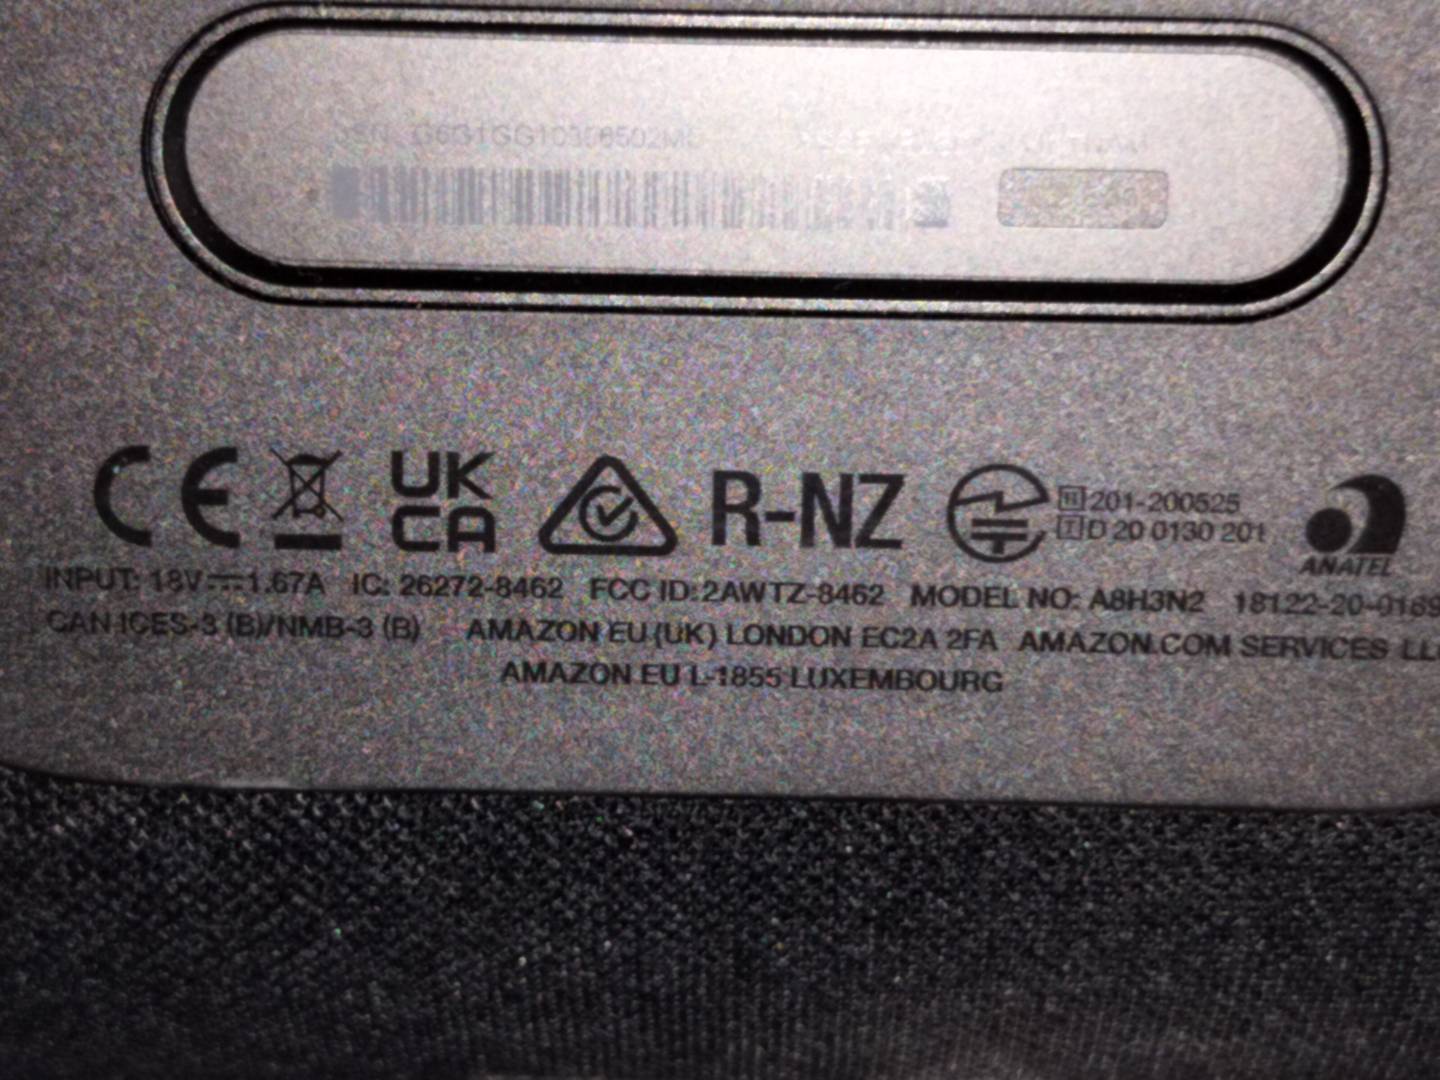 CE UK CA R-NZ
201-200525
D 20 0130 201
ANATEL
INPUT: 18V⎓1.67A IC: 26272-8462 FCC ID: 2AWTZ-8462 MODEL NO: A8H3N2
CAN ICES-3 (B)/NMB-3 (B) AMAZON EU (UK) LONDON EC2A 2FA AMAZON.COM SERVICES
AMAZON EU L-1855 LUXEMBOURG